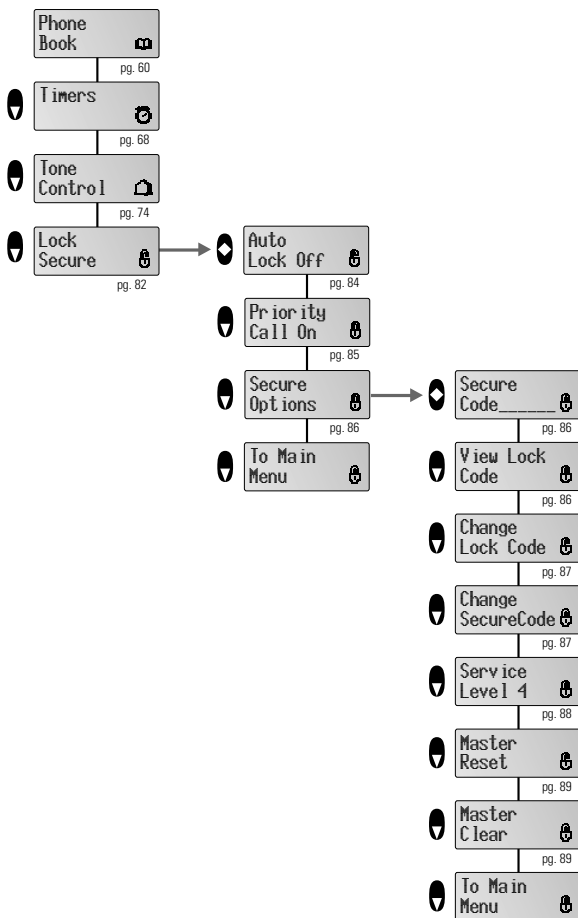 Phone
Book
pg. 60
Timers
pg. 68
Tone
Control
pg. 74
Lock
Secure
pg. 82
Auto
Lock Off
pg. 84
Priority
Call On
pg. 85
Secure
Options
pg. 86
To Main
Menu
Secure
Code______
pg. 86
View Lock
Code
pg. 86
Change
Lock Code
pg. 87
Change
SecureCode
pg. 87
Service
Level 4
pg. 88
Master
Reset
pg. 89
Master
Clear
pg. 89
To Main
Menu